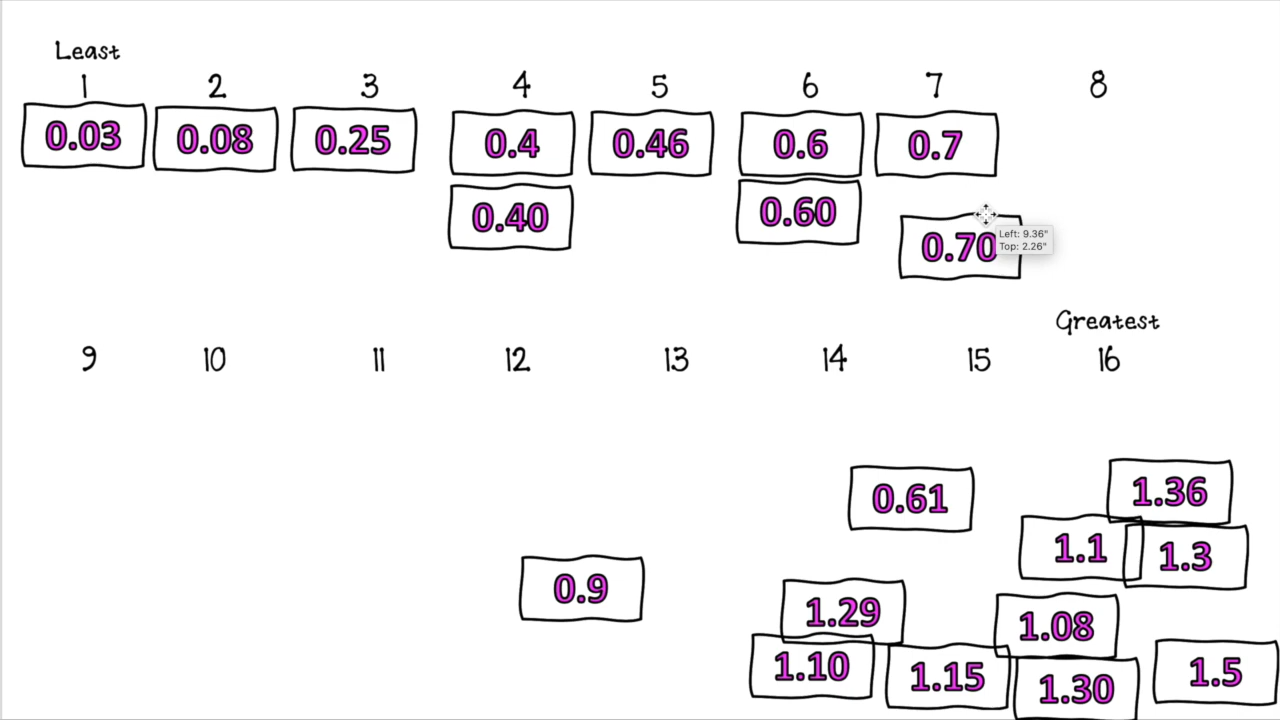 Least
1 2 3 4 5 6 7 8
0.03 0.08 0.25 0.4 0.46 0.6 0.7
0.40 0.60
0.70
Left: 9.36"
Top: 2.26"
Greatest
9 10 11 12 13 14 15 16
0.61 1.36
1.1 1.3
0.9
1.29 1.08
1.10 1.15 1.30 1.5